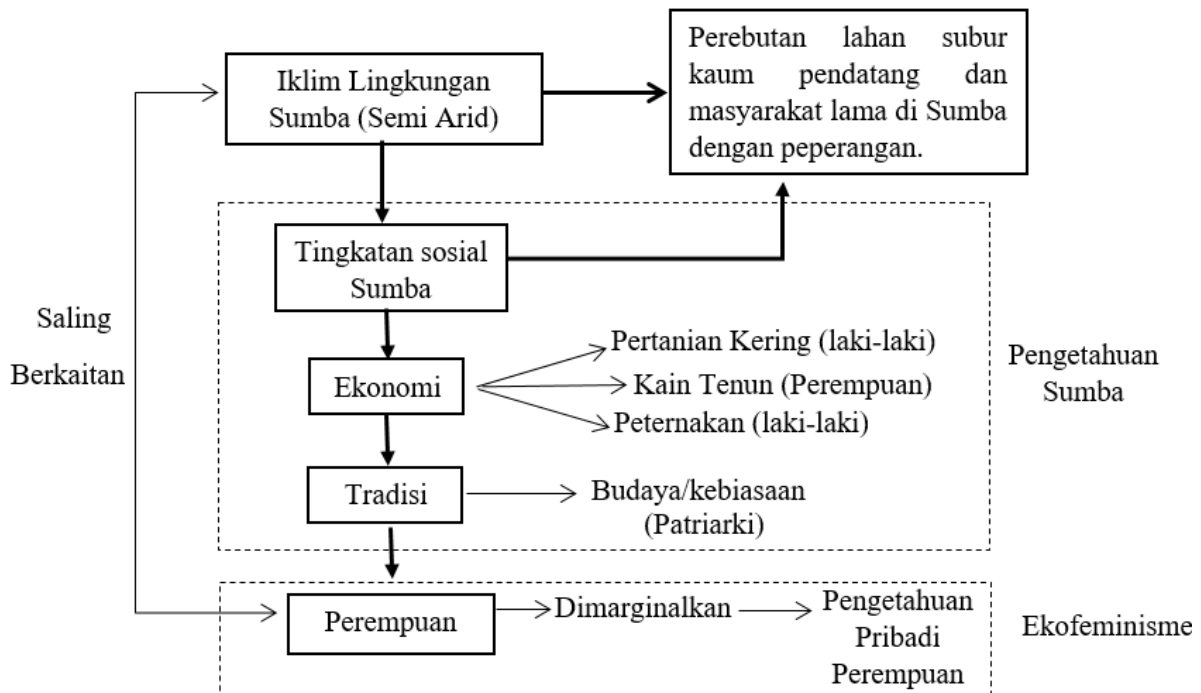 Iklim Lingkungan
Sumba (Semi Arid)
Perebutan lahan subur
kaum pendatang dan
masyarakat lama di Sumba
dengan peperangan.
Tingkatan sosial
Sumba
Saling
Berkaitan
Ekonomi
Pertanian Kering (laki-laki)
Kain Tenun (Perempuan)
Peternakan (laki-laki)
Pengetahuan
Sumba
Tradisi
Budaya/kebiasaan
(Patriarki)
Perempuan
Dimarginalkan
Pengetahuan
Pribadi
Perempuan
Ekofeminisme